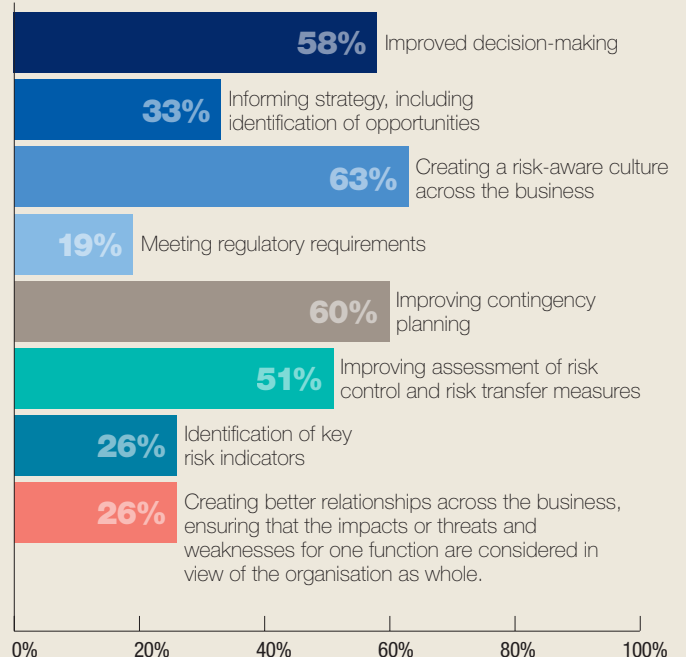 58% Improved decision-making
33% Informing strategy, including
identification of opportunities
63% Creating a risk-aware culture
across the business
19% Meeting regulatory requirements
60% Improving contingency
planning
51% Improving assessment of risk
control and risk transfer measures
26% Identification of key
risk indicators
26% Creating better relationships across the business,
ensuring that the impacts or threats and
weaknesses for one function are considered in
view of the organisation as whole.
0% 20% 40% 60% 80% 100%